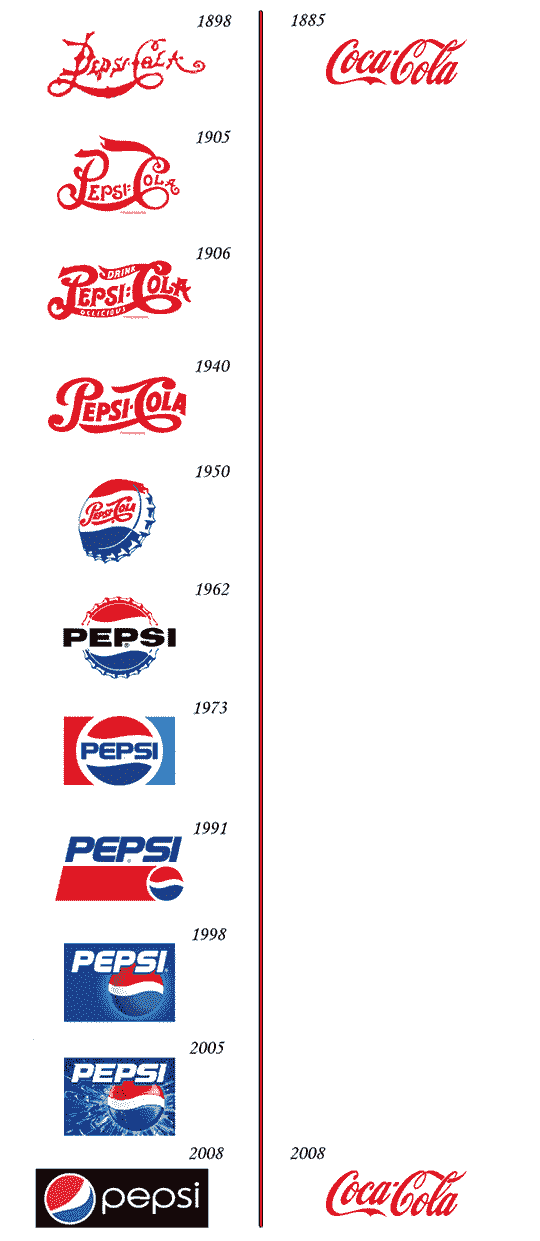 1898
Pepsi-Cola
1885
Coca-Cola
1905
PEPSI:COLA
1906
DRINK
PEPSI:COLA
DELICIOUS
1940
PEPSI-COLA
1950
PEPSI-COLA
1962
PEPSI
®
1973
PEPSI
1991
PEPSI
®
1998
PEPSI
2005
PEPSI
2008
pepsi
2008
Coca-Cola